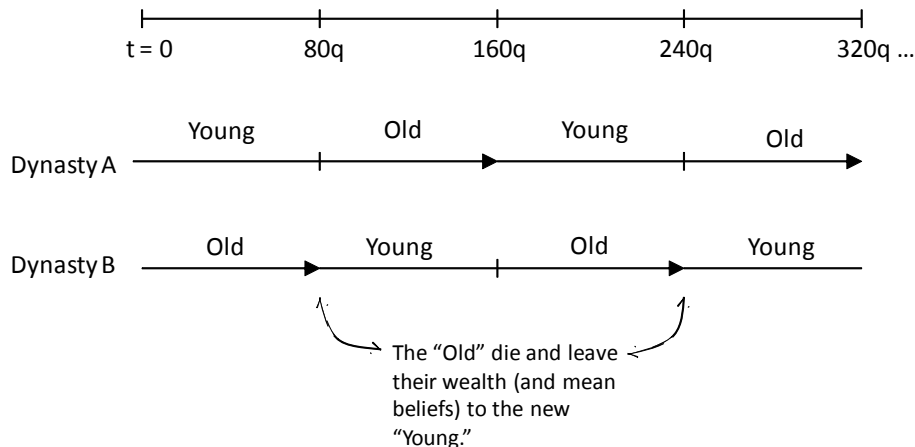 t = 0 80q 160q 240q 320q ...
Young Old Young Old
Dynasty A
Old Young Old Young
Dynasty B
The “Old” die and leave
their wealth (and mean
beliefs) to the new
“Young.”